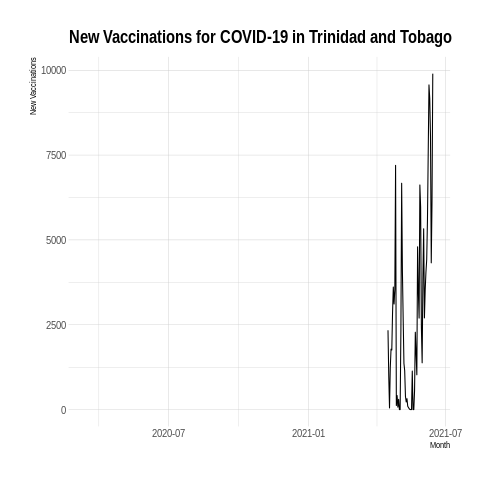 New Vaccinations for COVID-19 in Trinidad and Tobago
New Vaccinations
10000
7500
5000
2500
0
2020-07
2021-01
2021-07
Month